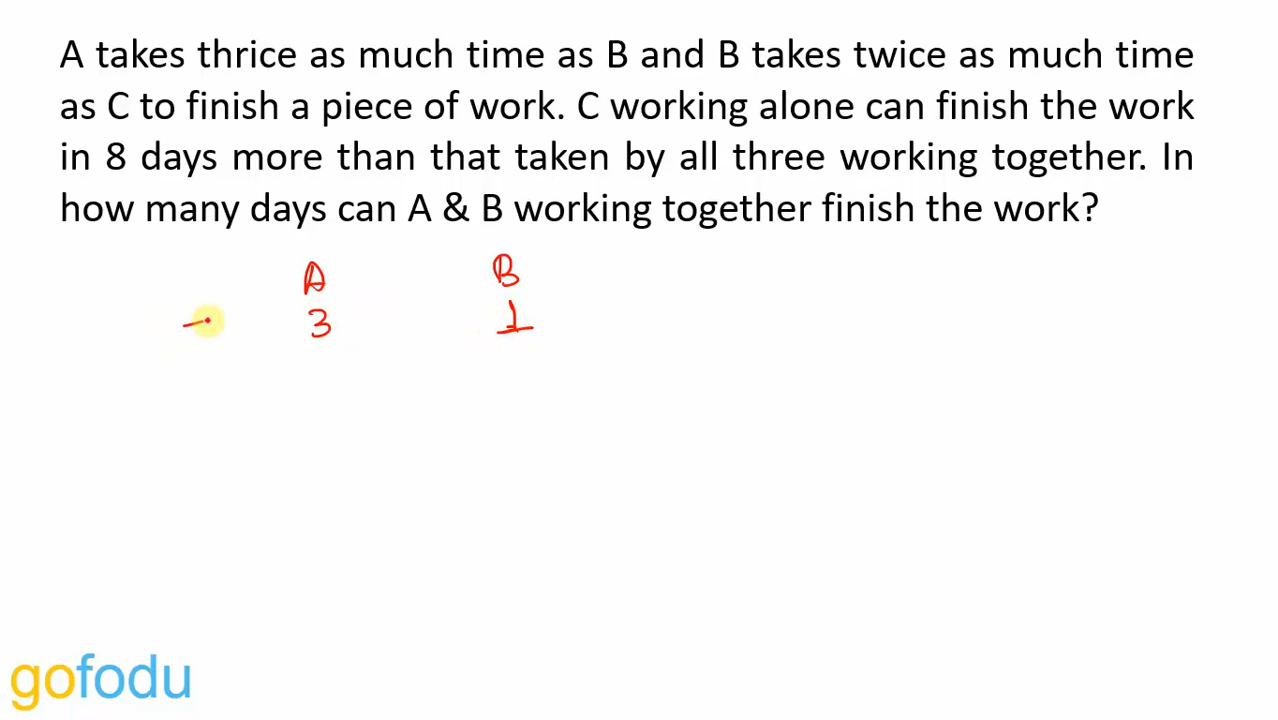 A takes thrice as much time as B and B takes twice as much time
as C to finish a piece of work. C working alone can finish the work
in 8 days more than that taken by all three working together. In
how many days can A & B working together finish the work?
A B
3 1
gofodu